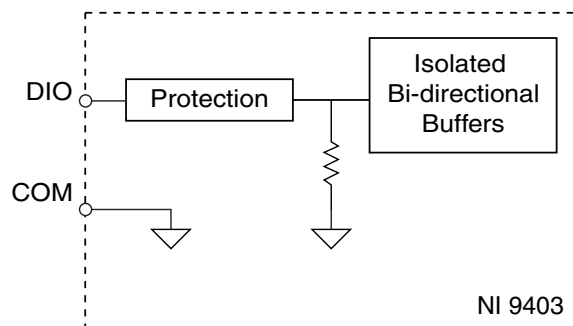 DIO
Protection
Isolated
Bi-directional
Buffers
COM
NI 9403